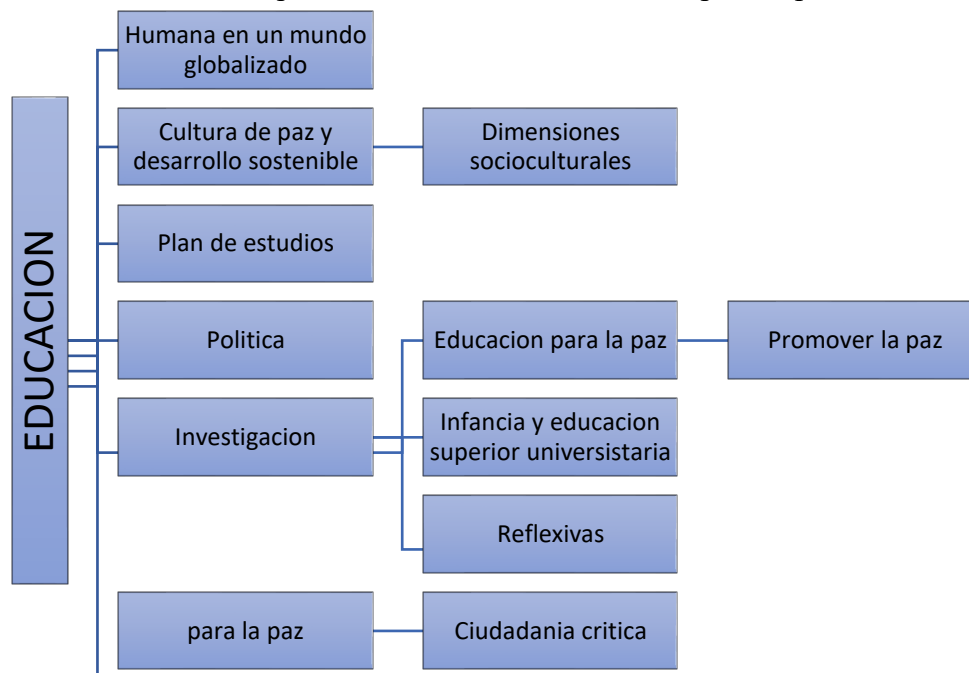 Humana en un mundo
globalizado
Cultura de paz y
desarrollo sostenible
Dimensiones
socioculturales
Plan de estudios
EDUCACION
Politica
Educacion para la paz
Promover la paz
Investigacion
Infancia y educacion
superior universistaria
Reflexivas
para la paz
Ciudadania critica